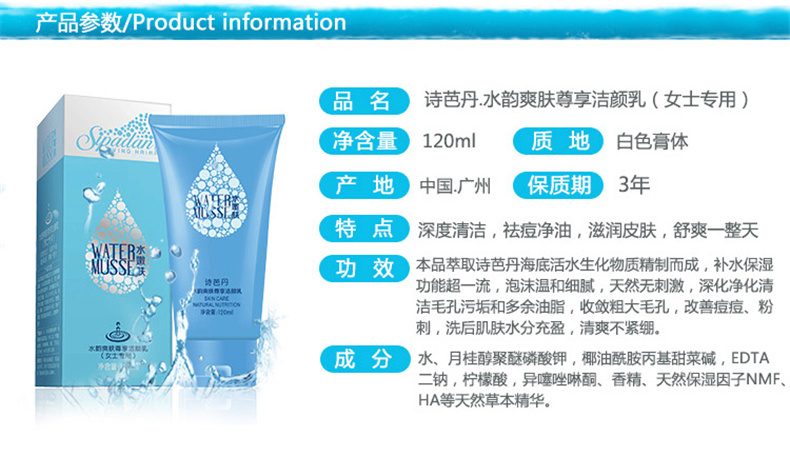 产品参数/Product information
品 名 诗芭丹.水韵爽肤尊享洁颜乳（女士专用）
净含量 120ml 质 地 白色膏体
产 地 中国.广州 保质期 3年
特 点 深度清洁，祛痘净油，滋润皮肤，舒爽一整天
功 效 本品萃取诗芭丹海底活水生化物质精制而成，补水保湿
功能超一流，泡沫温和细腻，天然无刺激，深化净化清
洁毛孔污垢和多余油脂，收敛粗大毛孔，改善痘痘、粉
刺，洗后肌肤水分充盈，清爽不紧绷。
成 分 水、月桂醇聚醚磷酸钾，椰油酰胺丙基甜菜碱，EDTA
二钠，柠檬酸，异噻唑啉酮、香精、天然保湿因子NMF、
HA等天然草本精华。
Sipadan
WATER
MUSSE
水嫩肤
水韵爽肤尊享洁颜乳
（女士专用）
净含量
WATER
MUSSE
水嫩肤
诗芭丹
水韵爽肤尊享洁颜乳
SKIN CARE
NATURAL NUTRITION
净含量:120ml